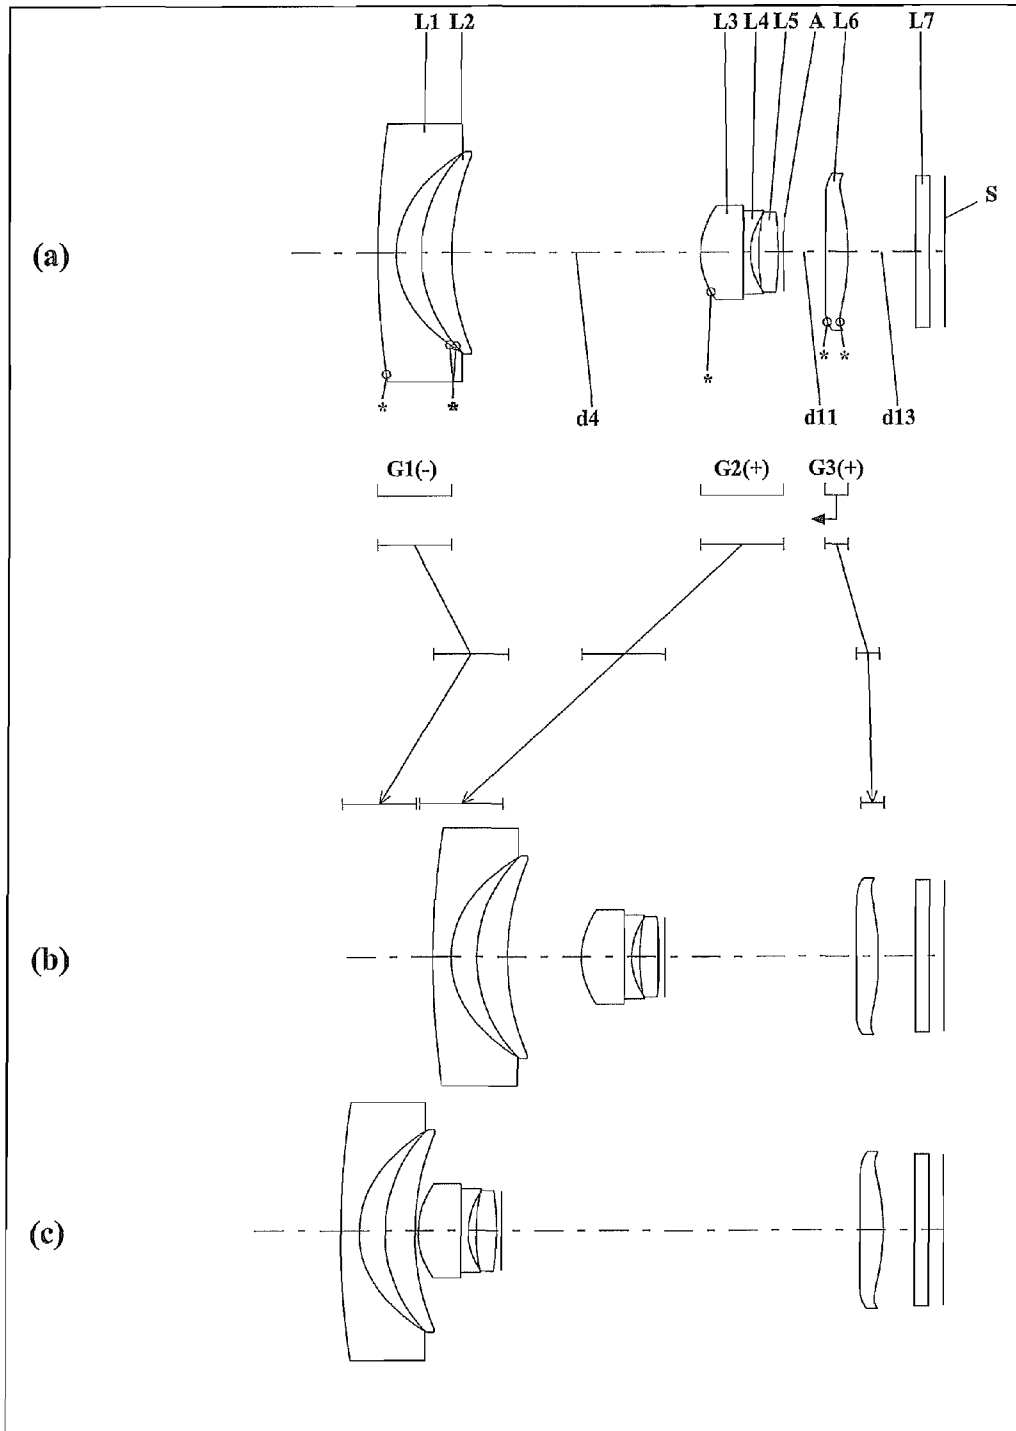 L1 L2 L3 L4 L5 A L6 L7
S
(a)
* * * * *
d4 d11 d13
G1(-) G2(+) G3(+)
(b)
(c)